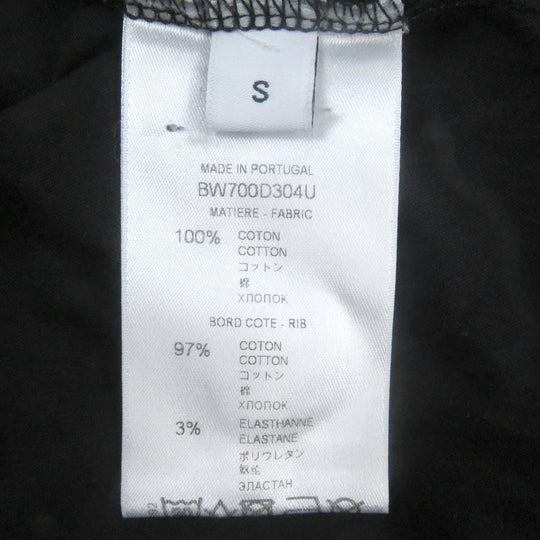 S
MADE IN PORTUGAL
BW700D304U
MATIERE - FABRIC
100% COTON
COTTON
コットン
棉
ХЛОПОК
BORD COTE - RIB
97% COTON
COTTON
コットン
棉
ХЛОПОК
3% ELASTHANNE
ELASTANE
ポリウレタン
ЭЛАСТАН